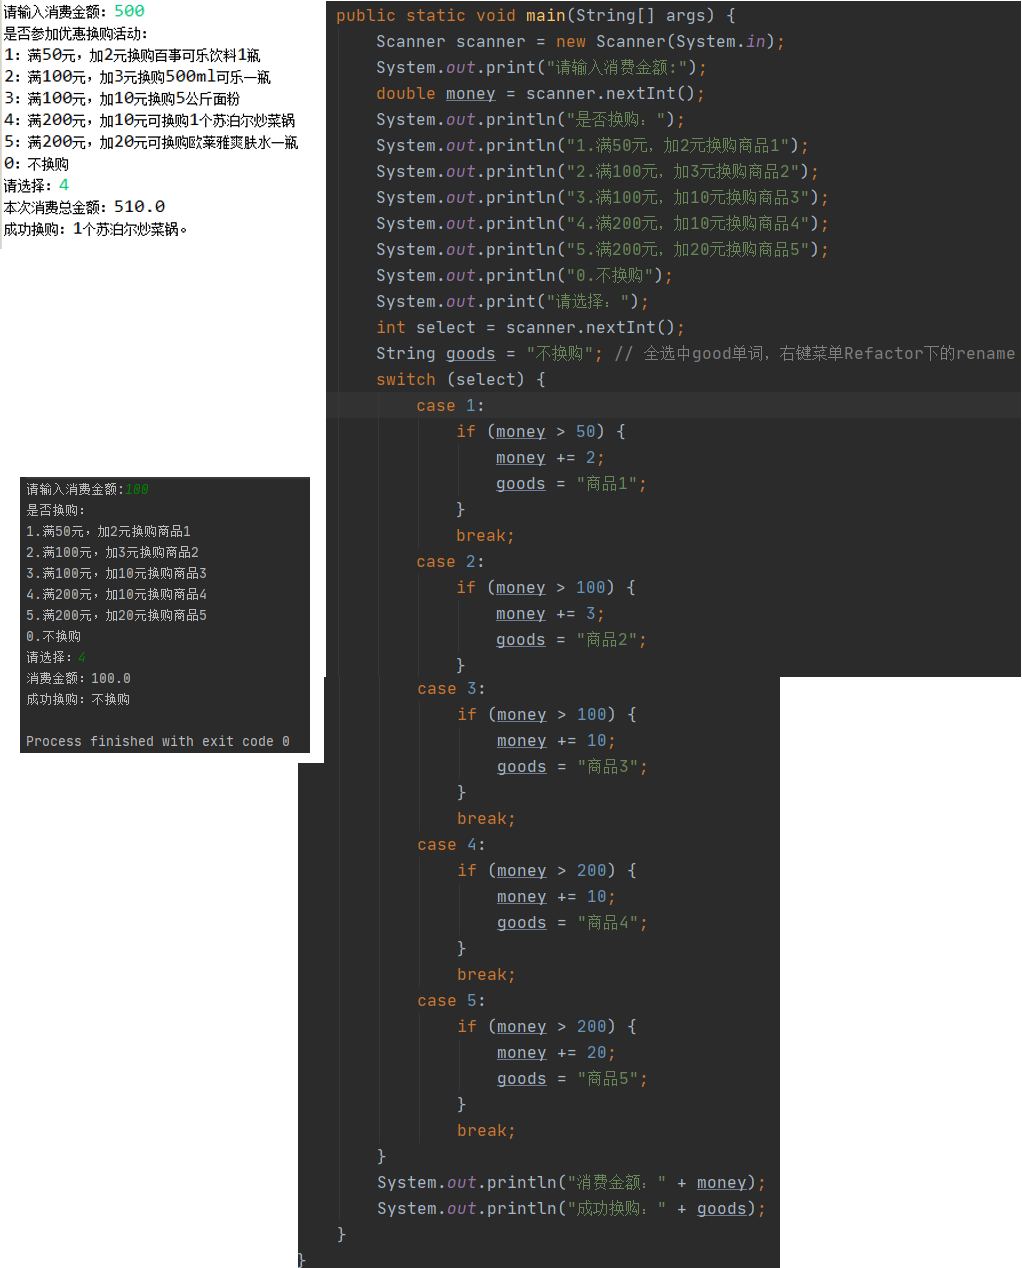 请输入消费金额：500
是否参加优惠换购活动：
1：满50元，加2元换购百事可乐饮料1瓶
2：满100元，加3元换购500ml可乐一瓶
3：满100元，加10元换购5公斤面粉
4：满200元，加10元可换购1个苏泊尔炒菜锅
5：满200元，加20元可换购欧莱雅爽肤水一瓶
0：不换购
请选择：4
本次消费总金额：510.0
成功换购：1个苏泊尔炒菜锅。
请输入消费金额:100
是否换购：
1.满50元，加2元换购商品1
2.满100元，加3元换购商品2
3.满100元，加10元换购商品3
4.满200元，加10元换购商品4
5.满200元，加20元换购商品5
0.不换购
请选择：4
消费金额：100.0
成功换购：不换购
Process finished with exit code 0
public static void main(String[] args) {
Scanner scanner = new Scanner(System.in);
System.out.print("请输入消费金额:");
double money = scanner.nextInt();
System.out.println("是否换购：");
System.out.println("1.满50元，加2元换购商品1");
System.out.println("2.满100元，加3元换购商品2");
System.out.println("3.满100元，加10元换购商品3");
System.out.println("4.满200元，加10元换购商品4");
System.out.println("5.满200元，加20元换购商品5");
System.out.println("0.不换购");
System.out.print("请选择：");
int select = scanner.nextInt();
String goods = "不换购"; // 全选中good单词，右键菜单Refactor下的rename
switch (select) {
case 1:
if (money > 50) {
money += 2;
goods = "商品1";
}
break;
case 2:
if (money > 100) {
money += 3;
goods = "商品2";
}
case 3:
if (money > 100) {
money += 10;
goods = "商品3";
}
break;
case 4:
if (money > 200) {
money += 10;
goods = "商品4";
}
break;
case 5:
if (money > 200) {
money += 20;
goods = "商品5";
}
break;
}
System.out.println("消费金额：" + money);
System.out.println("成功换购：" + goods);
}
}